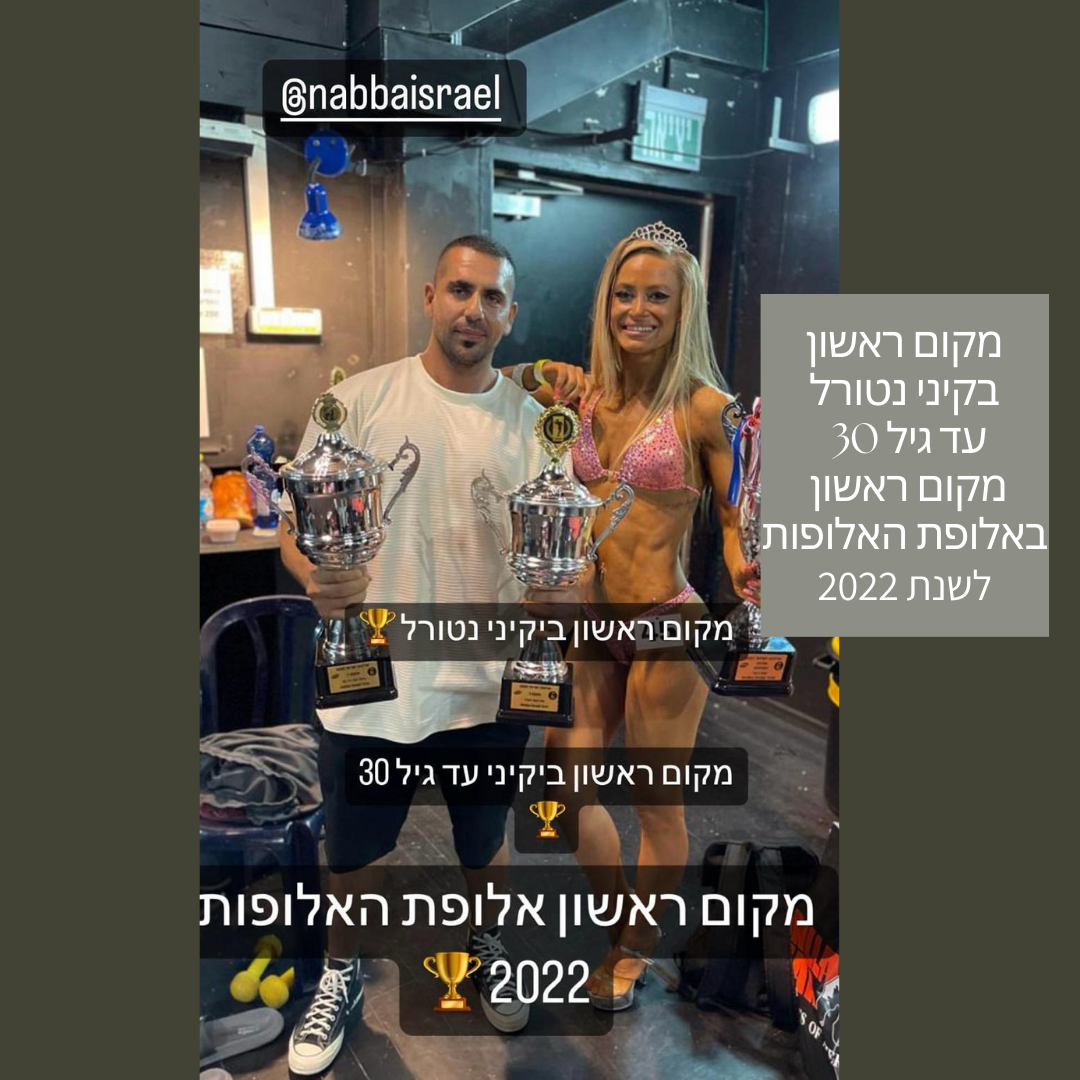 @nabbaisrael
יציאה
מקום ראשון
בקיני נטורל
עד גיל 30
מקום ראשון
באלופת האלופות
לשנת 2022
מקום ראשון ביקיני נטורל 🏆
מקום ראשון ביקיני עד גיל 30
🏆
מקום ראשון אלופת האלופות
2022 🏆